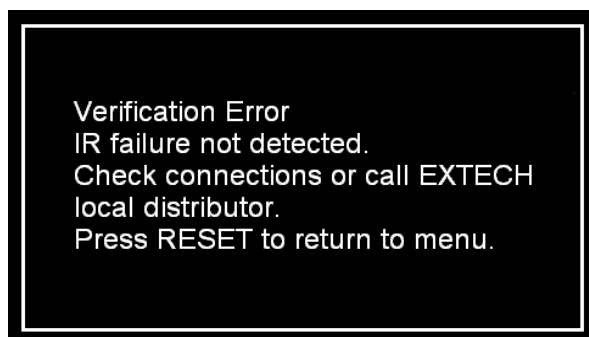 Verification Error
IR failure not detected.
Check connections or call EXTECH
local distributor.
Press RESET to return to menu.